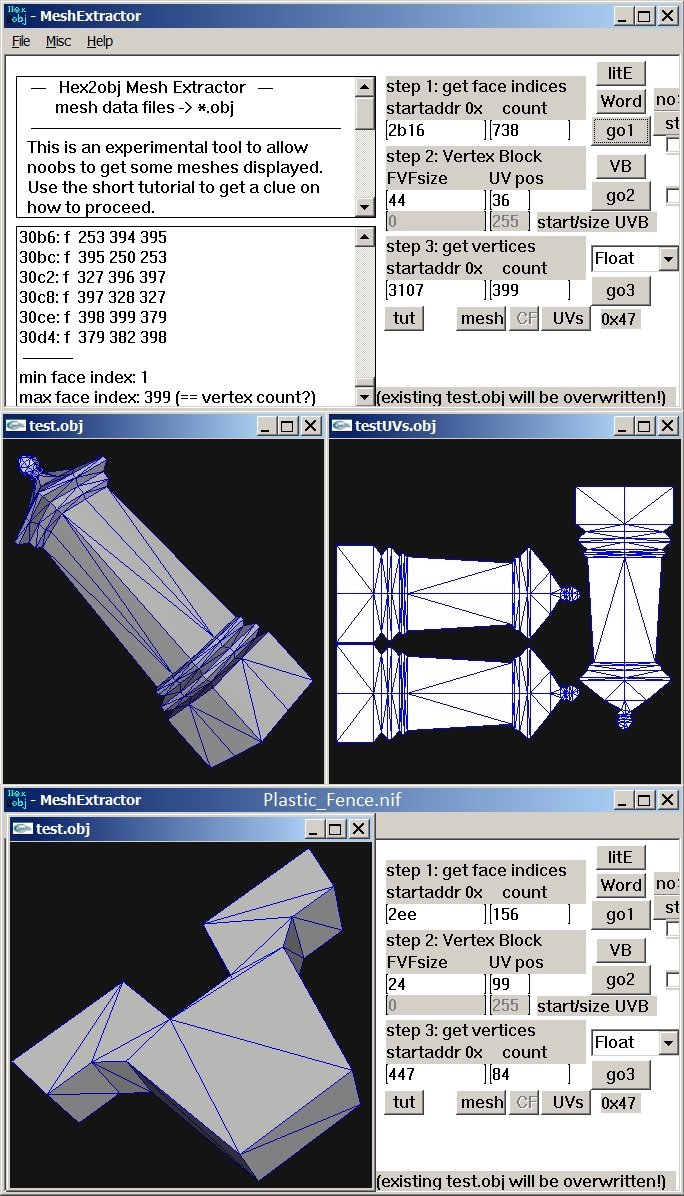 Hex obj - MeshExtractor
File Misc Help
— Hex2obj Mesh Extractor —
mesh data files -> *.obj
This is an experimental tool to allow
noobs to get some meshes displayed.
Use the short tutorial to get a clue on
how to proceed.
30b6: f 253 394 395
30bc: f 395 250 253
30c2: f 327 396 397
30c8: f 397 328 327
30ce: f 398 399 379
30d4: f 379 382 398
min face index: 1
max face index: 399 (== vertex count?)
step 1: get face indices
startaddr 0x count
2b16 738
litE
Word
go1
no
st
step 2: Vertex Block
FVFsize UV pos
44 36
0 255 start/size UVB
VB
go2
step 3: get vertices
startaddr 0x count
3107 399
Float
go3
tut mesh CF UVs 0x47
(existing test.obj will be overwritten!)
test.obj
testUVs.obj
Hex obj - MeshExtractor Plastic_Fence.nif
test.obj
step 1: get face indices
startaddr 0x count
2ee 156
litE
Word
go1
no
st
step 2: Vertex Block
FVFsize UV pos
24 99
0 255 start/size UVB
VB
go2
step 3: get vertices
startaddr 0x count
447 84
Float
go3
tut mesh CF UVs 0x47
(existing test.obj will be overwritten!)